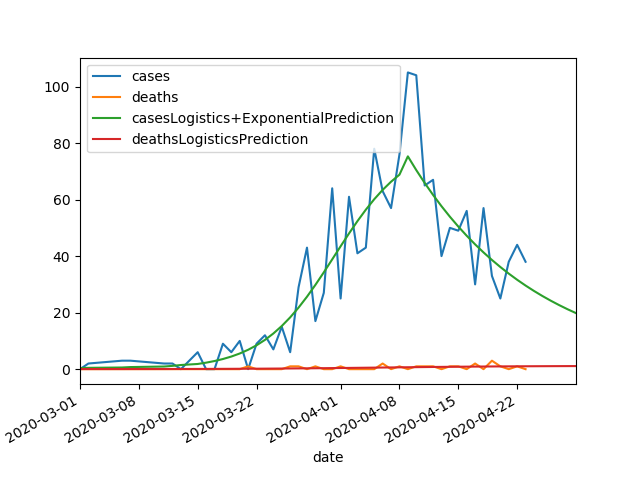 cases
deaths
casesLogistics+ExponentialPrediction
deathsLogisticsPrediction
100
80
60
40
20
0
2020-03-01
2020-03-08
2020-03-15
2020-03-22
2020-04-01
2020-04-08
2020-04-15
2020-04-22
date